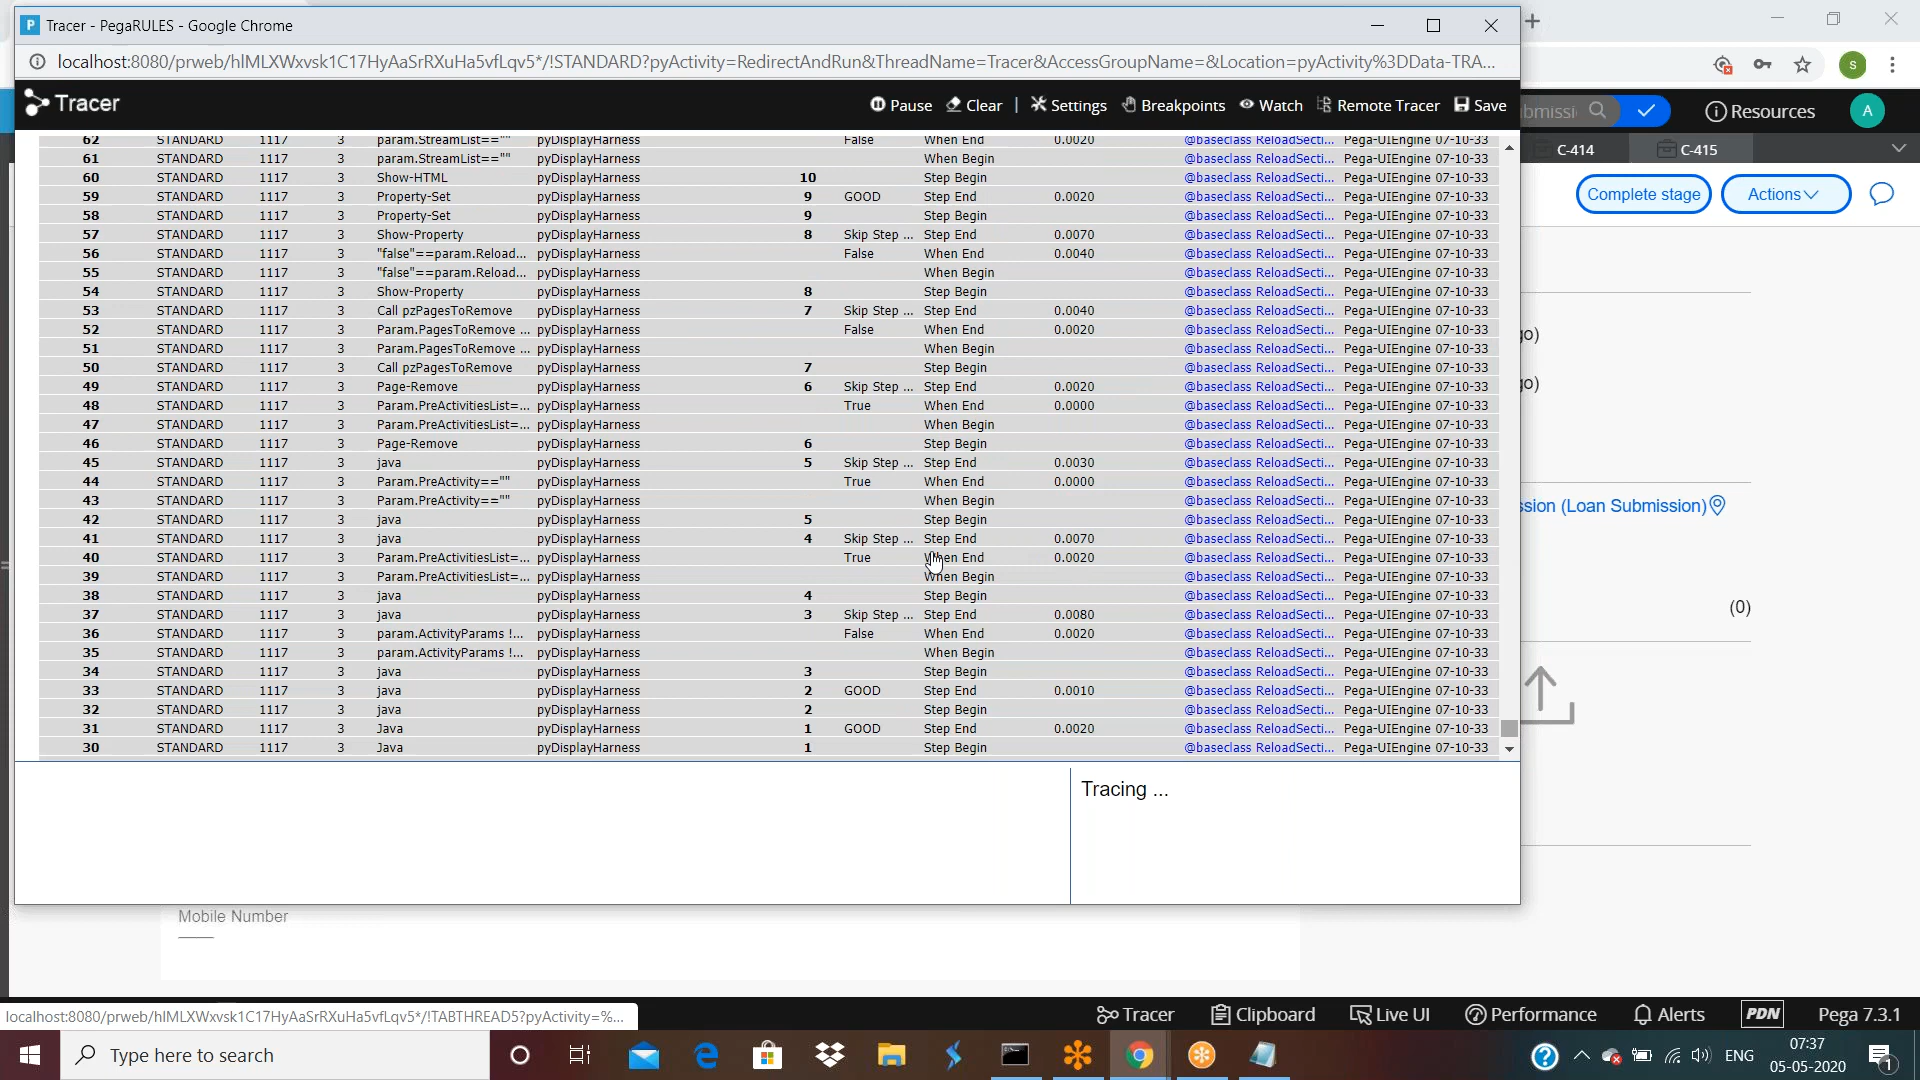 Tracer - PegaRULES - Google Chrome
localhost:8080/prweb/hIMLXWxvsk1C17HyAaSrRXuHa5vfLqv5*/!STANDARD?pyActivity=RedirectAndRun&ThreadName=Tracer&AccessGroupName=&Location=pyActivity%3DData-TRA...
Tracer Pause Clear | Settings Breakpoints Watch Remote Tracer Save
Resources A
C-414 C-415
Complete stage Actions
62 STANDARD 1117 3 param.StreamList=="" pyDisplayHarness False When End 0.0020 @baseclass ReloadSecti... Pega-UIEngine 07-10-33
61 STANDARD 1117 3 param.StreamList=="" pyDisplayHarness When Begin @baseclass ReloadSecti... Pega-UIEngine 07-10-33
60 STANDARD 1117 3 Show-HTML pyDisplayHarness 10 Step Begin @baseclass ReloadSecti... Pega-UIEngine 07-10-33
59 STANDARD 1117 3 Property-Set pyDisplayHarness 9 GOOD Step End 0.0020 @baseclass ReloadSecti... Pega-UIEngine 07-10-33
58 STANDARD 1117 3 Property-Set pyDisplayHarness 9 Step Begin @baseclass ReloadSecti... Pega-UIEngine 07-10-33
57 STANDARD 1117 3 Show-Property pyDisplayHarness 8 Skip Step ... Step End 0.0070 @baseclass ReloadSecti... Pega-UIEngine 07-10-33
56 STANDARD 1117 3 "false"==param.Reload... pyDisplayHarness False When End 0.0040 @baseclass ReloadSecti... Pega-UIEngine 07-10-33
55 STANDARD 1117 3 "false"==param.Reload... pyDisplayHarness When Begin @baseclass ReloadSecti... Pega-UIEngine 07-10-33
54 STANDARD 1117 3 Show-Property pyDisplayHarness 8 Step Begin @baseclass ReloadSecti... Pega-UIEngine 07-10-33
53 STANDARD 1117 3 Call pzPagesToRemove pyDisplayHarness 7 Skip Step ... Step End 0.0040 @baseclass ReloadSecti... Pega-UIEngine 07-10-33
52 STANDARD 1117 3 Param.PagesToRemove ... pyDisplayHarness False When End 0.0020 @baseclass ReloadSecti... Pega-UIEngine 07-10-33
51 STANDARD 1117 3 Param.PagesToRemove ... pyDisplayHarness When Begin @baseclass ReloadSecti... Pega-UIEngine 07-10-33
50 STANDARD 1117 3 Call pzPagesToRemove pyDisplayHarness 7 Step Begin @baseclass ReloadSecti... Pega-UIEngine 07-10-33
49 STANDARD 1117 3 Page-Remove pyDisplayHarness 6 Skip Step ... Step End 0.0020 @baseclass ReloadSecti... Pega-UIEngine 07-10-33
48 STANDARD 1117 3 Param.PreActivitiesList=... pyDisplayHarness True When End 0.0000 @baseclass ReloadSecti... Pega-UIEngine 07-10-33
47 STANDARD 1117 3 Param.PreActivitiesList=... pyDisplayHarness When Begin @baseclass ReloadSecti... Pega-UIEngine 07-10-33
46 STANDARD 1117 3 Page-Remove pyDisplayHarness 6 Step Begin @baseclass ReloadSecti... Pega-UIEngine 07-10-33
45 STANDARD 1117 3 java pyDisplayHarness 5 Skip Step ... Step End 0.0030 @baseclass ReloadSecti... Pega-UIEngine 07-10-33
44 STANDARD 1117 3 Param.PreActivity=="" pyDisplayHarness True When End 0.0000 @baseclass ReloadSecti... Pega-UIEngine 07-10-33
43 STANDARD 1117 3 Param.PreActivity=="" pyDisplayHarness When Begin @baseclass ReloadSecti... Pega-UIEngine 07-10-33
42 STANDARD 1117 3 java pyDisplayHarness 5 Step Begin @baseclass ReloadSecti... Pega-UIEngine 07-10-33
41 STANDARD 1117 3 java pyDisplayHarness 4 Skip Step ... Step End 0.0070 @baseclass ReloadSecti... Pega-UIEngine 07-10-33
40 STANDARD 1117 3 Param.PreActivitiesList=... pyDisplayHarness True When End 0.0020 @baseclass ReloadSecti... Pega-UIEngine 07-10-33
39 STANDARD 1117 3 Param.PreActivitiesList=... pyDisplayHarness When Begin @baseclass ReloadSecti... Pega-UIEngine 07-10-33
38 STANDARD 1117 3 java pyDisplayHarness 4 Step Begin @baseclass ReloadSecti... Pega-UIEngine 07-10-33
37 STANDARD 1117 3 java pyDisplayHarness 3 Skip Step ... Step End 0.0080 @baseclass ReloadSecti... Pega-UIEngine 07-10-33
36 STANDARD 1117 3 param.ActivityParams !... pyDisplayHarness False When End 0.0020 @baseclass ReloadSecti... Pega-UIEngine 07-10-33
35 STANDARD 1117 3 param.ActivityParams !... pyDisplayHarness When Begin @baseclass ReloadSecti... Pega-UIEngine 07-10-33
34 STANDARD 1117 3 java pyDisplayHarness 3 Step Begin @baseclass ReloadSecti... Pega-UIEngine 07-10-33
33 STANDARD 1117 3 java pyDisplayHarness 2 GOOD Step End 0.0010 @baseclass ReloadSecti... Pega-UIEngine 07-10-33
32 STANDARD 1117 3 java pyDisplayHarness 2 Step Begin @baseclass ReloadSecti... Pega-UIEngine 07-10-33
31 STANDARD 1117 3 Java pyDisplayHarness 1 GOOD Step End 0.0020 @baseclass ReloadSecti... Pega-UIEngine 07-10-33
30 STANDARD 1117 3 Java pyDisplayHarness 1 Step Begin @baseclass ReloadSecti... Pega-UIEngine 07-10-33
go)
go)
ssion (Loan Submission)
(0)
Tracing ...
Mobile Number
localhost:8080/prweb/hIMLXWxvsk1C17HyAaSrRXuHa5vfLqv5*/!TABTHREAD5?pyActivity=%...
Tracer Clipboard Live UI Performance Alerts PDN Pega 7.3.1
Type here to search
ENG
07:37
05-05-2020
1